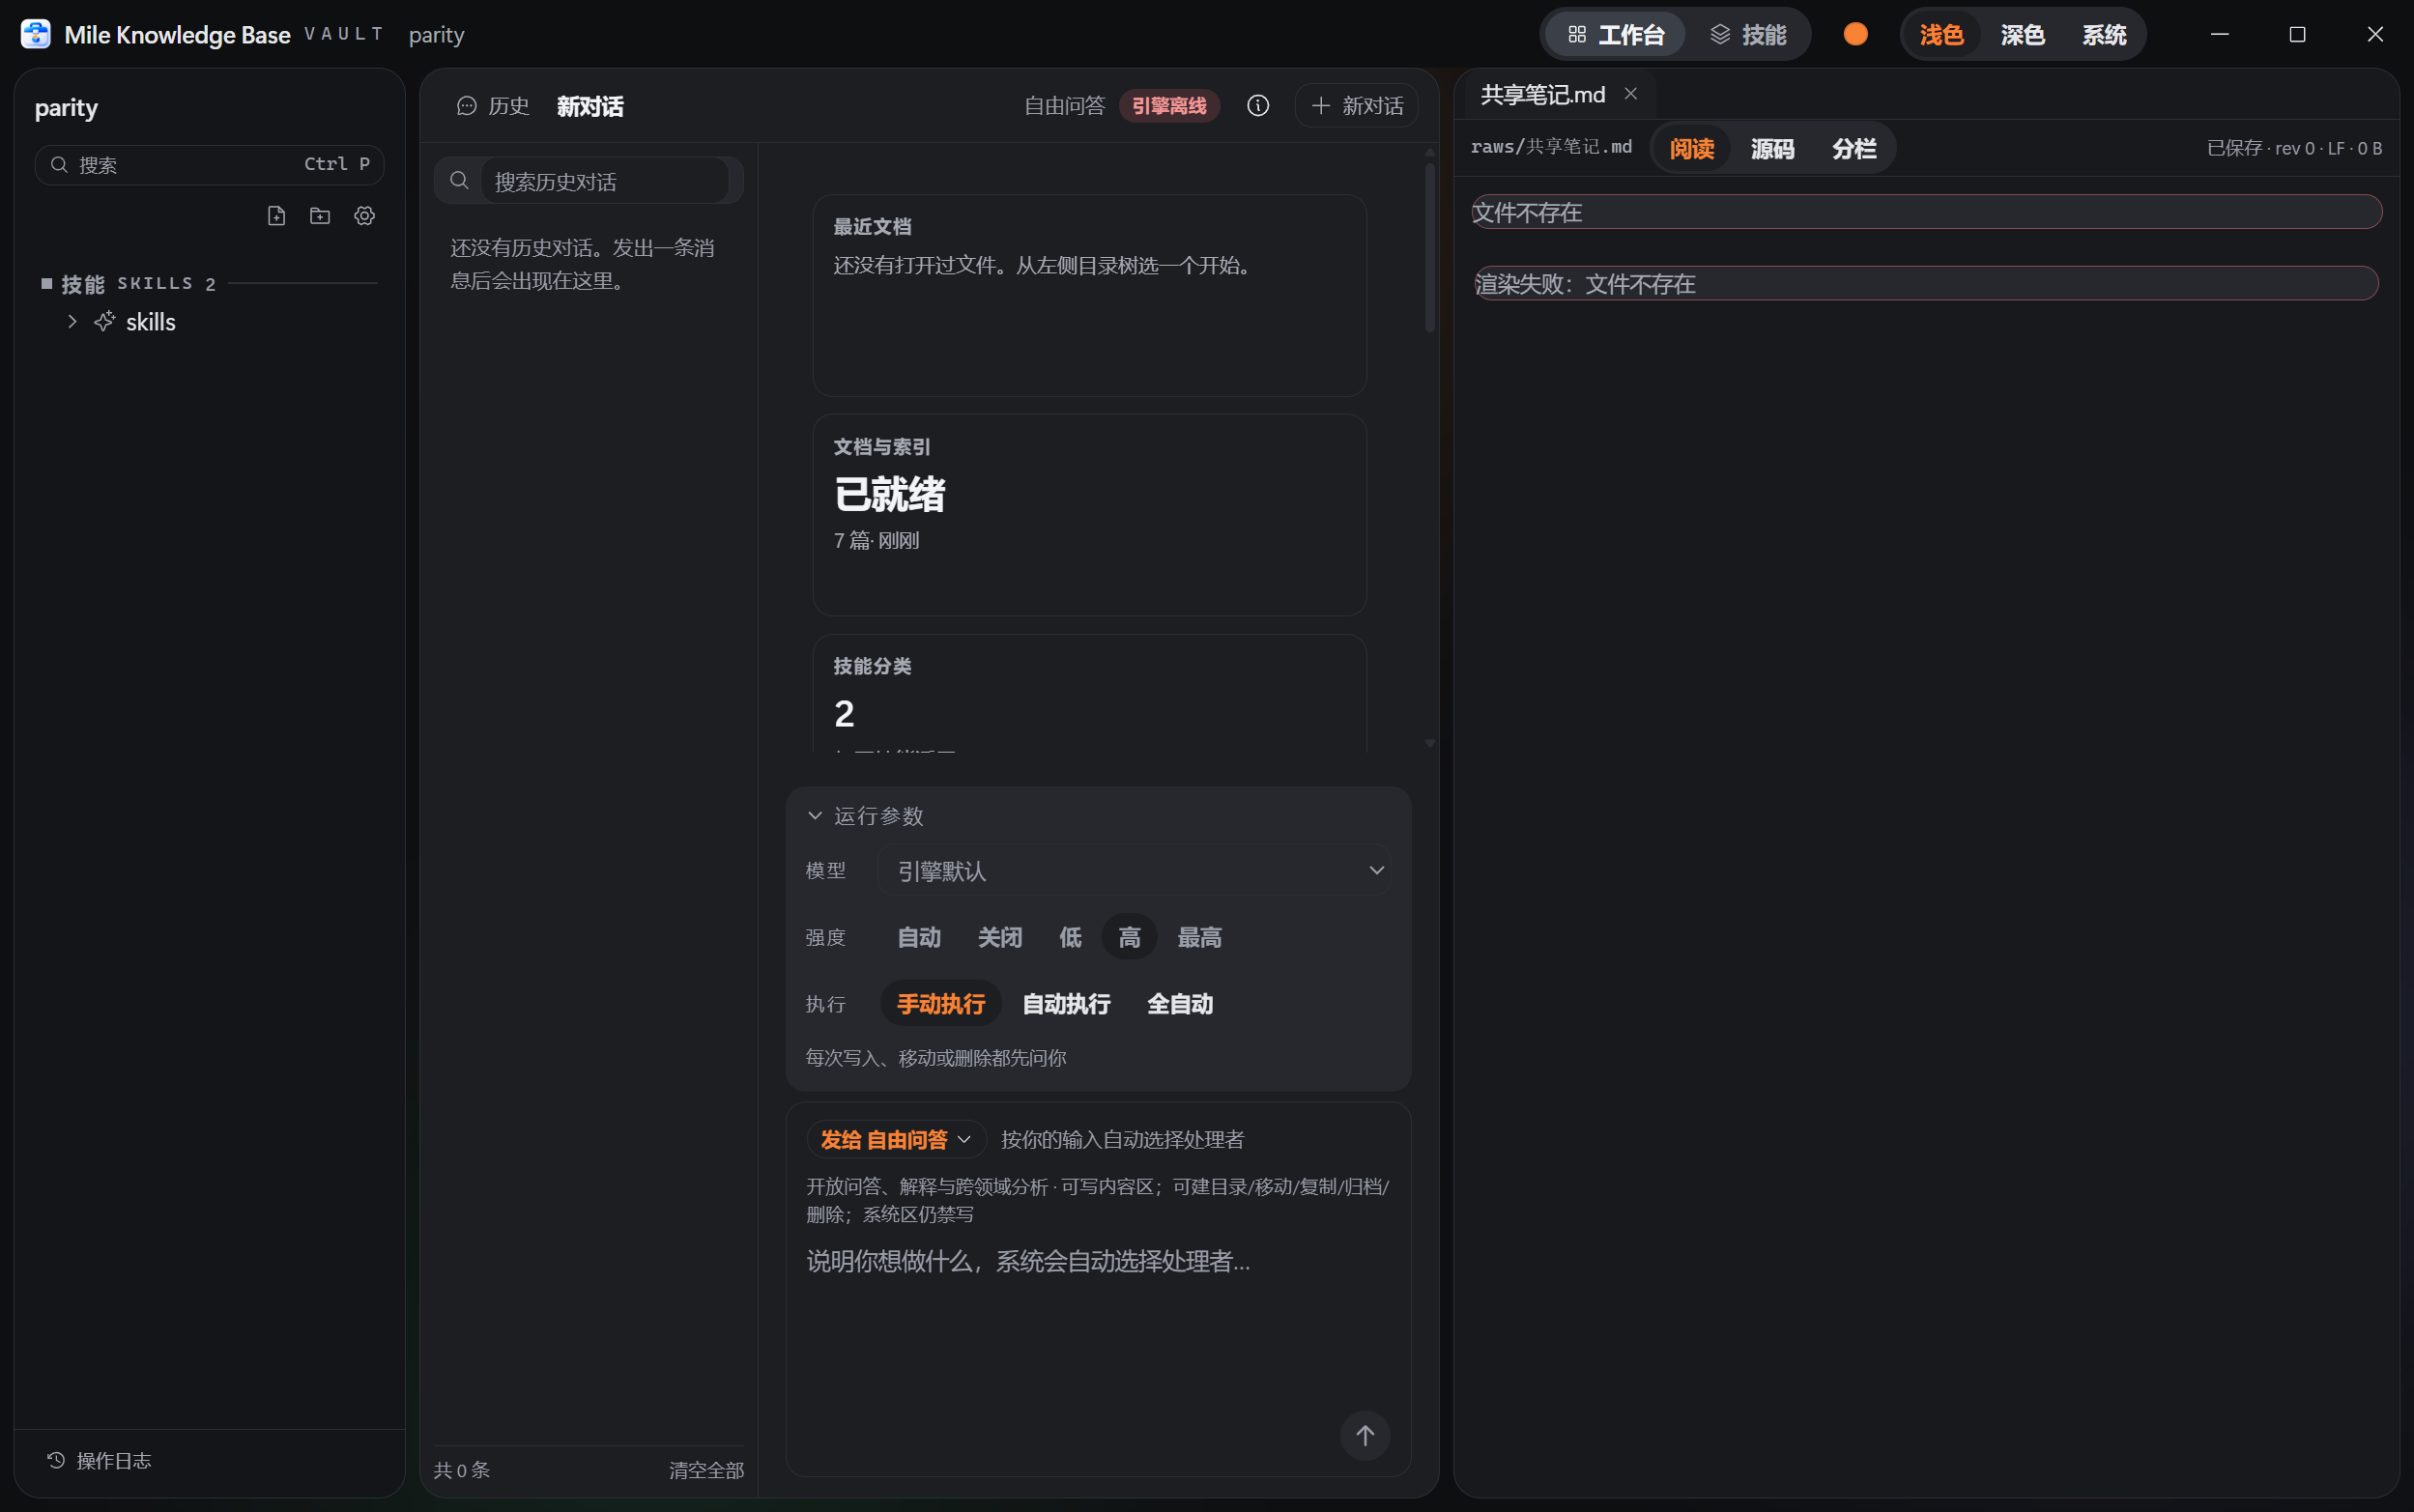 Mile Knowledge Base VAULT parity
工作台 技能 浅色 深色 系统
parity
搜索 Ctrl P
技能 SKILLS 2
skills
操作日志
历史 新对话
自由问答 引擎离线 新对话
搜索历史对话
还没有历史对话。发出一条消
息后会出现在这里。
共 0 条 清空全部
最近文档
还没有打开过文件。从左侧目录树选一个开始。
文档与索引
已就绪
7 篇· 刚刚
技能分类
2
运行参数
模型 引擎默认
强度 自动 关闭 低 高 最高
执行 手动执行 自动执行 全自动
每次写入、移动或删除都先问你
发给 自由问答 按你的输入自动选择处理者
开放问答、解释与跨领域分析 · 可写内容区；可建目录/移动/复制/归档/
删除；系统区仍禁写
说明你想做什么，系统会自动选择处理者...
共享笔记.md
raws/共享笔记.md 阅读 源码 分栏 已保存 · rev 0 · LF · 0 B
文件不存在
渲染失败：文件不存在